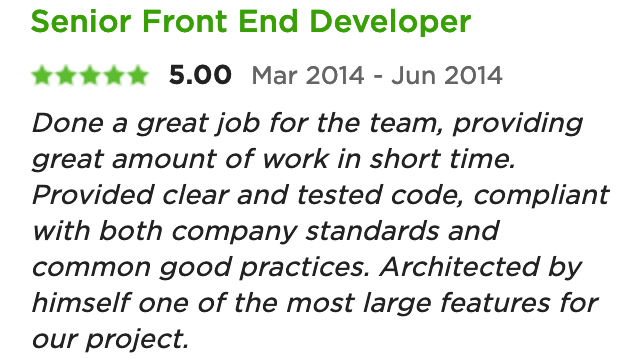 Senior Front End Developer
5.00 Mar 2014 - Jun 2014
Done a great job for the team, providing
great amount of work in short time.
Provided clear and tested code, compliant
with both company standards and
common good practices. Architected by
himself one of the most large features for
our project.